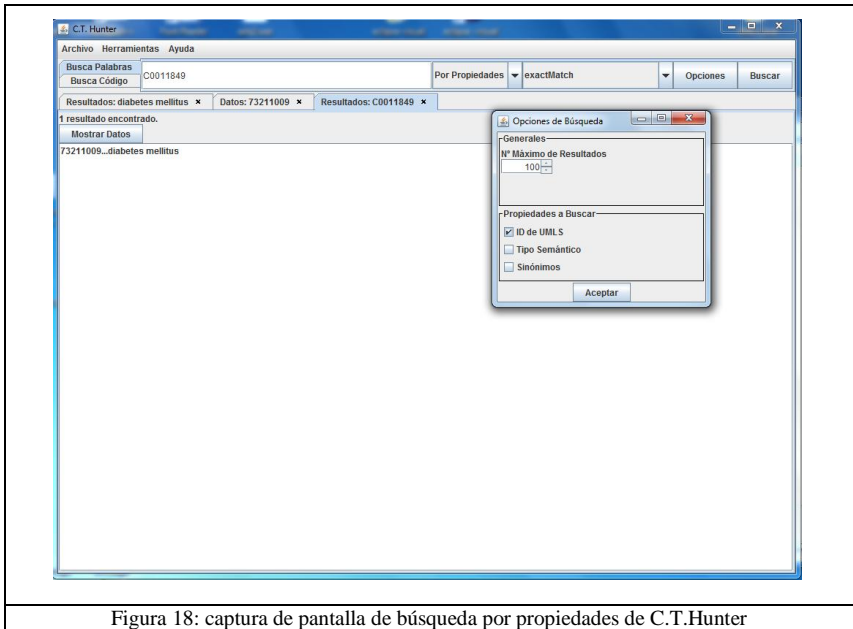 C.T. Hunter
Archivo Herramientas Ayuda
Busca Palabras
Busca Código
C0011849
Por Propiedades
exactMatch
Opciones
Buscar
Resultados: diabetes mellitus × Datos: 73211009 × Resultados: C0011849 ×
1 resultado encontrado.
Mostrar Datos
73211009...diabetes mellitus
Opciones de Búsqueda
Generales
Nº Máximo de Resultados
100
Propiedades a Buscar
ID de UMLS
Tipo Semántico
Sinónimos
Aceptar
Figura 18: captura de pantalla de búsqueda por propiedades de C.T.Hunter